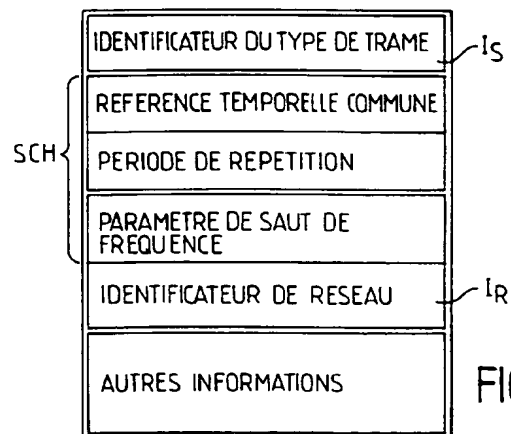 IDENTIFICATEUR DU TYPE DE TRAME
IS
REFERENCE TEMPORELLE COMMUNE
SCH
PERIODE DE REPETITION
PARAMETRE DE SAUT DE
FREQUENCE
IDENTIFICATEUR DE RESEAU
IR
AUTRES INFORMATIONS
FIG